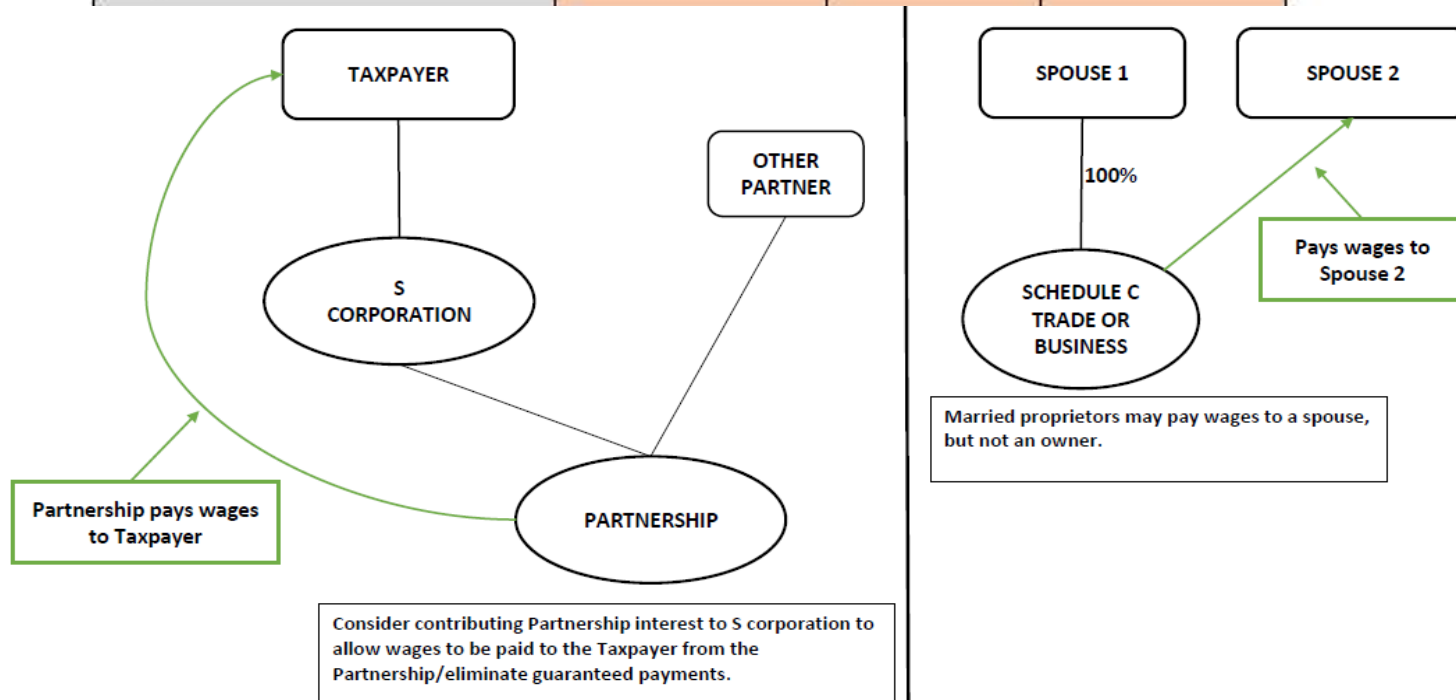 TAXPAYER
OTHER
PARTNER
S
CORPORATION
Partnership pays wages
to Taxpayer
PARTNERSHIP
Consider contributing Partnership interest to S corporation to
allow wages to be paid to the Taxpayer from the
Partnership/eliminate guaranteed payments.
SPOUSE 1
SPOUSE 2
100%
Pays wages to
Spouse 2
SCHEDULE C
TRADE OR
BUSINESS
Married proprietors may pay wages to a spouse,
but not an owner.